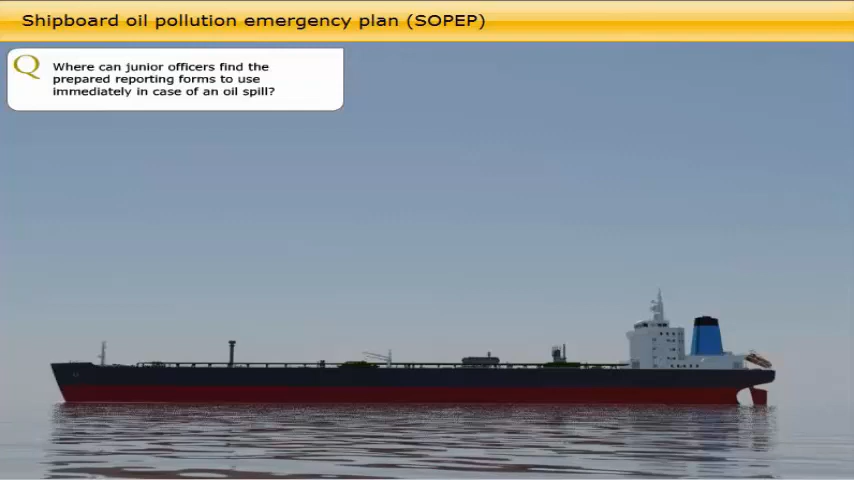 Shipboard oil pollution emergency plan (SOPEP)
Q
Where can junior officers find the
prepared reporting forms to use
immediately in case of an oil spill?